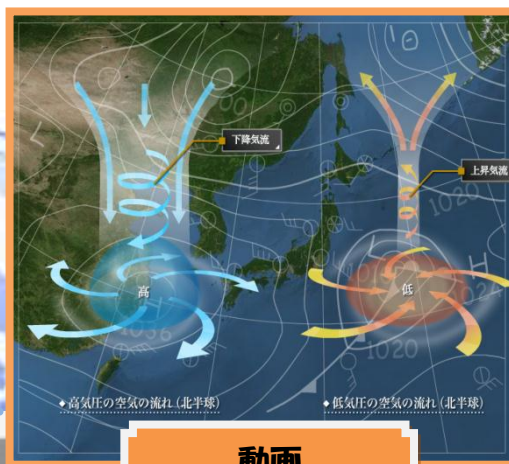 下降気流
上昇気流
1020
高
低
1036
1024
1020
◆高気圧の空気の流れ(北半球)
◆低気圧の空気の流れ(北半球)
動画